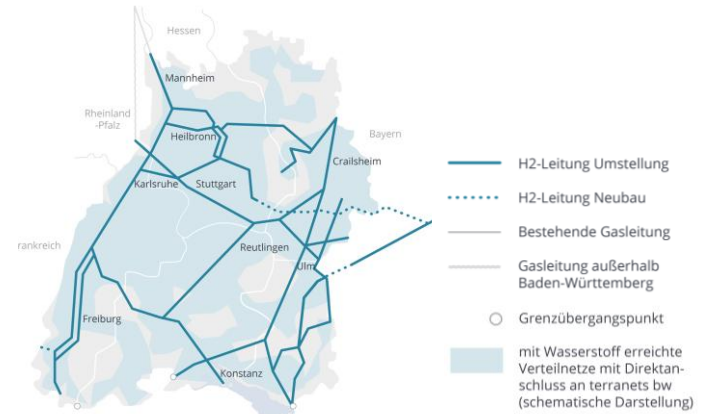 Hessen
Mannheim
Rheinland
-Pfalz
Heilbronn
Bayern
Crailsheim
Karlsruhe
Stuttgart
rankreich
Reutlingen
Ulm
Freiburg
Konstanz
H2-Leitung Umstellung
H2-Leitung Neubau
Bestehende Gasleitung
Gasleitung außerhalb
Baden-Württemberg
Grenzübergangspunkt
mit Wasserstoff erreichte
Verteilnetze mit Direktan-
schluss an terranets bw
(schematische Darstellung)